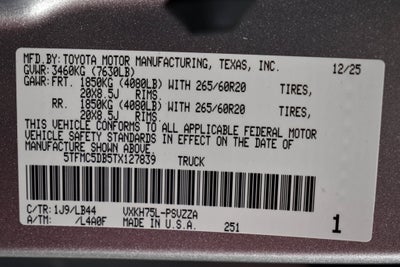 MFD.BY:TOYOTA MOTOR MANUFACTURING, TEXAS, INC. 12/25
GVWR: 3460KG (7630LB)
GAWR: FRT. 1850KG (4080LB) WITH 265/60R20 TIRES,
20X8.5J RIMS,
RR. 1850KG (4080LB) WITH 265/60R20 TIRES,
20X8.5J RIMS.
THIS VEHICLE CONFORMS TO ALL APPLICABLE FEDERAL MOTOR
VEHICLE SAFETY STANDARDS IN EFFECT ON THE DATE OF
MANUFACTURE SHOWN ABOVE.
5TFMC5DB5TX127839 TRUCK
C/TR: 1J9/LB44 VXKH75L-PSVZZA
A/TM: /L4A0F MADE IN U.S.A. 251 1